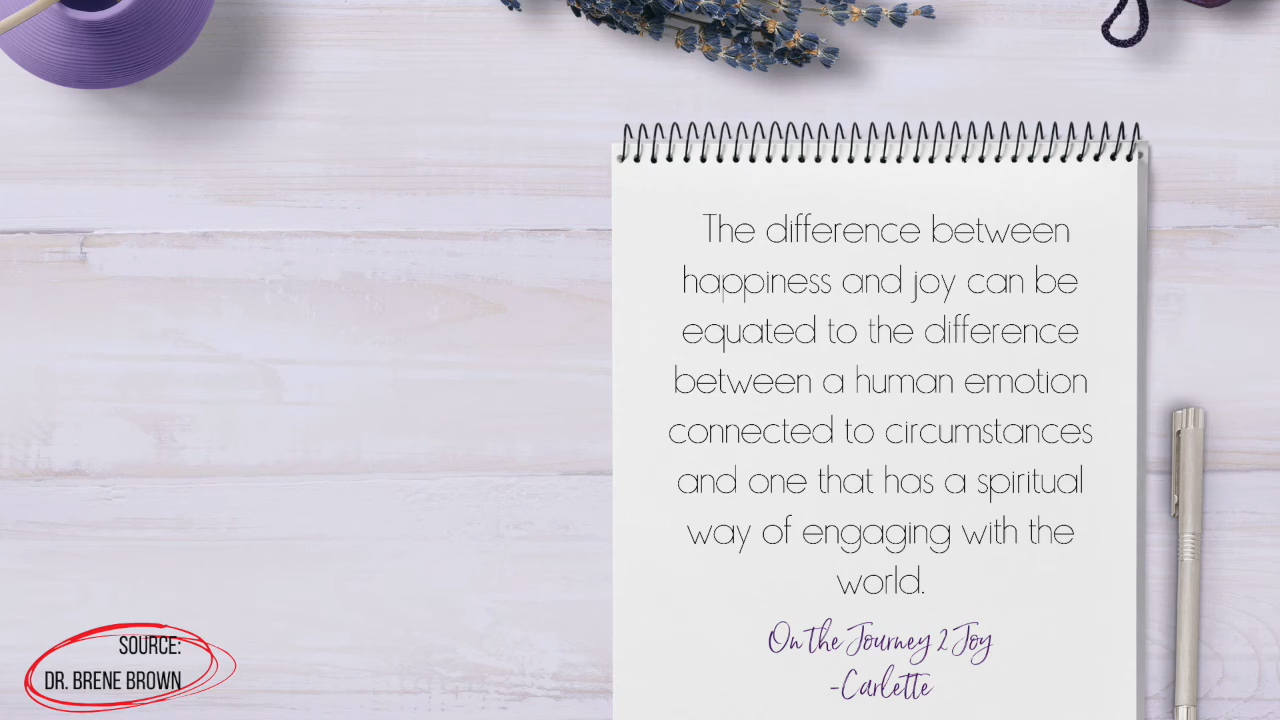 The difference between
happiness and joy can be
equated to the difference
between a human emotion
connected to circumstances
and one that has a spiritual
way of engaging with the
world.
On the Journey 2 Joy
-Carlette
SOURCE:
DR. BRENE BROWN